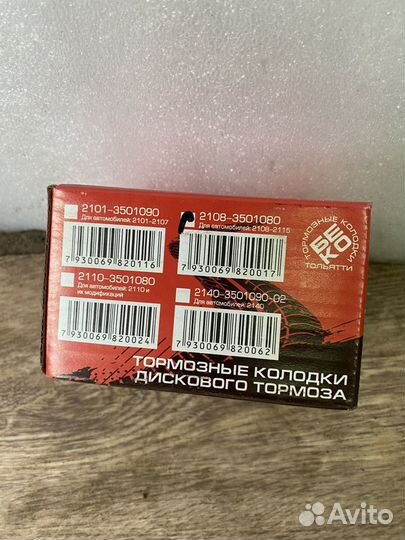 2101-3501090
Для автомобилей: 2101-2107
7 930069 820116
2108-3501080
Для автомобилей: 2108-2115
7 930069 820017
2110-3501080
Для автомобилей: 2110 и
их модификаций
7 930069 820024
2140-3501090-02
Для автомобилей: 2140
7 930069 820062
ТОРМОЗНЫЕ КОЛОДКИ
БЕКО
ТОЛЬЯТТИ
ТОРМОЗНЫЕ КОЛОДКИ
ДИСКОВОГО ТОРМОЗА
Avito